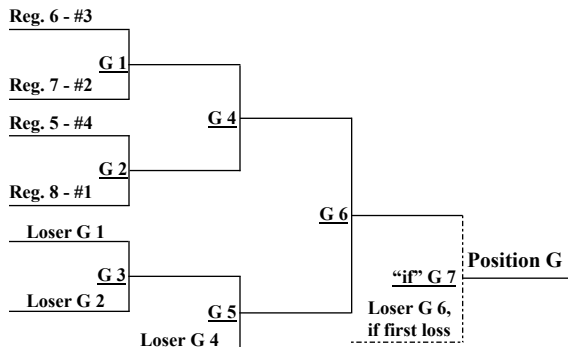 Reg. 6 - #3
G 1
Reg. 7 - #2
G 4
Reg. 5 - #4
G 2
Reg. 8 - #1
G 6
Loser G 1
G 3
Loser G 2
G 5
Loser G 4
Position G
“if” G 7
Loser G 6,
if first loss